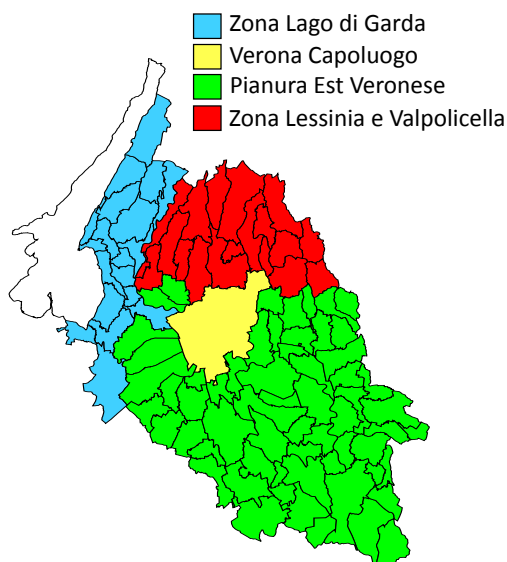 Zona Lago di Garda
Verona Capoluogo
Pianura Est Veronese
Zona Lessinia e Valpolicella